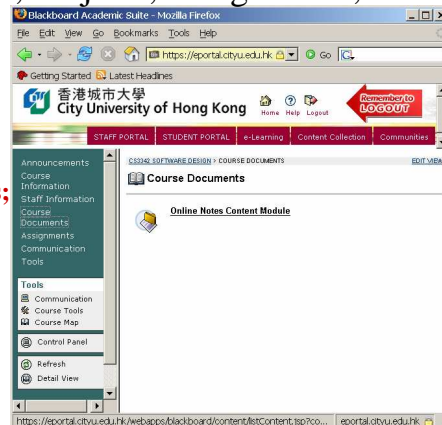 Blackboard Academic Suite - Mozilla Firefox
File Edit View Go Bookmarks Tools Help
https://eportal.cityu.edu.hk Go
Getting Started Latest Headlines
香港城市大學
City University of Hong Kong
Home Help Logout
Remember to
LOGOUT
STAFF PORTAL STUDENT PORTAL e-Learning Content Collection Communities
Announcements
Course
Information
Staff Information
Course
Documents
Assignments
Communication
Tools
Tools
Communication
Course Tools
Course Map
Control Panel
Refresh
Detail View
CS3342 SOFTWARE DESIGN > COURSE DOCUMENTS EDIT VIEW
Course Documents
Online Notes Content Module
https://eportal.cityu.edu.hk/webapps/blackboard/content/listContent.jsp?co... eportal.cityu.edu.hk